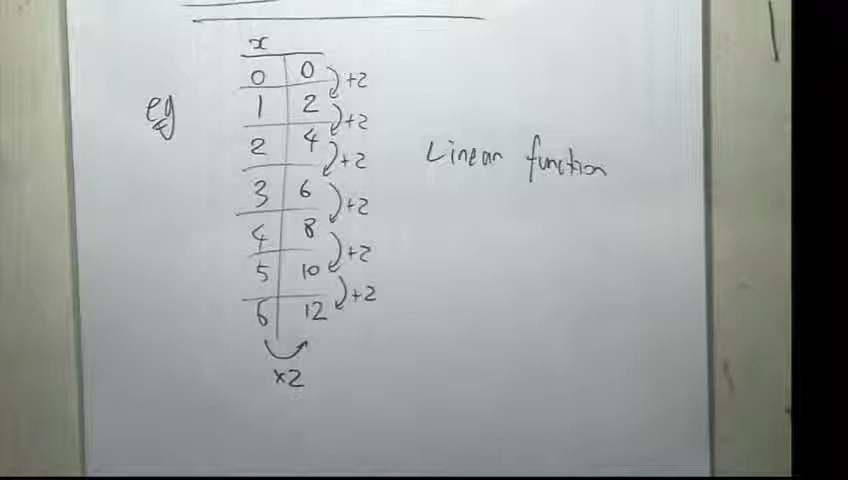 x
0 0 +2
eg 1 2 +2
2 4 +2
Linear function
3 6 +2
4 8 +2
5 10 +2
6 12
×2